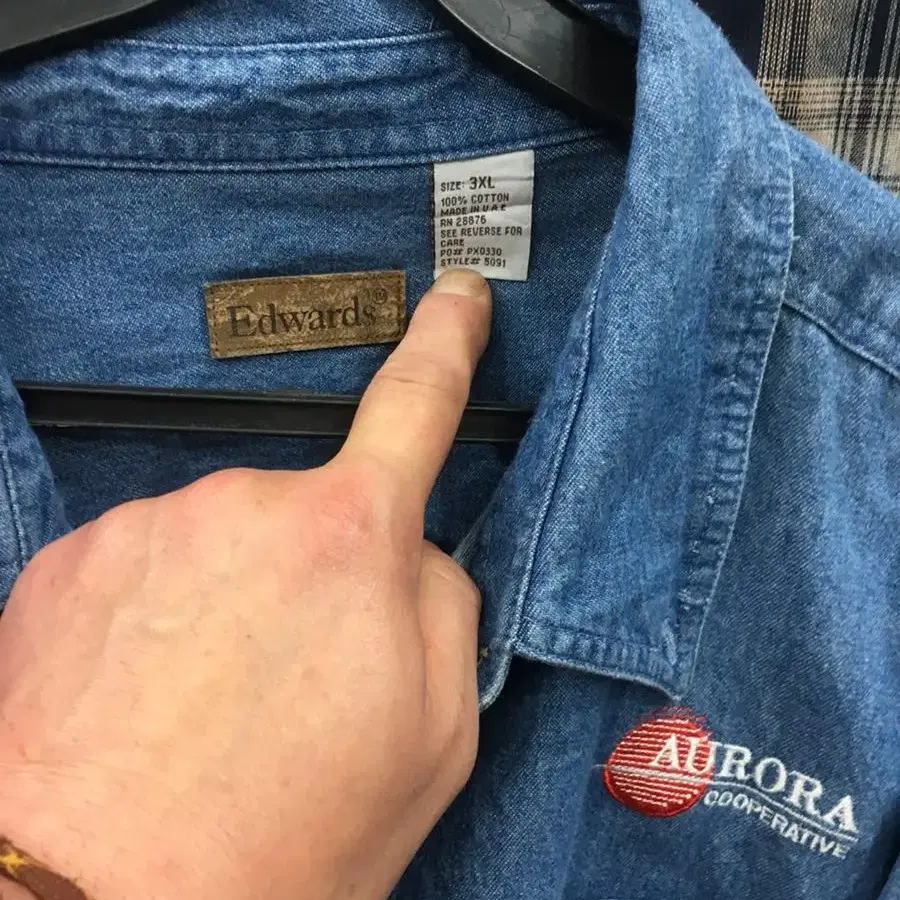 SIZE: 3XL
100% COTTON
MADE IN U.A.E
RN 28876
SEE REVERSE FOR
CARE
PO# PX0330
STYLE# 5091
Edwards®
AURORA
COOPERATIVE